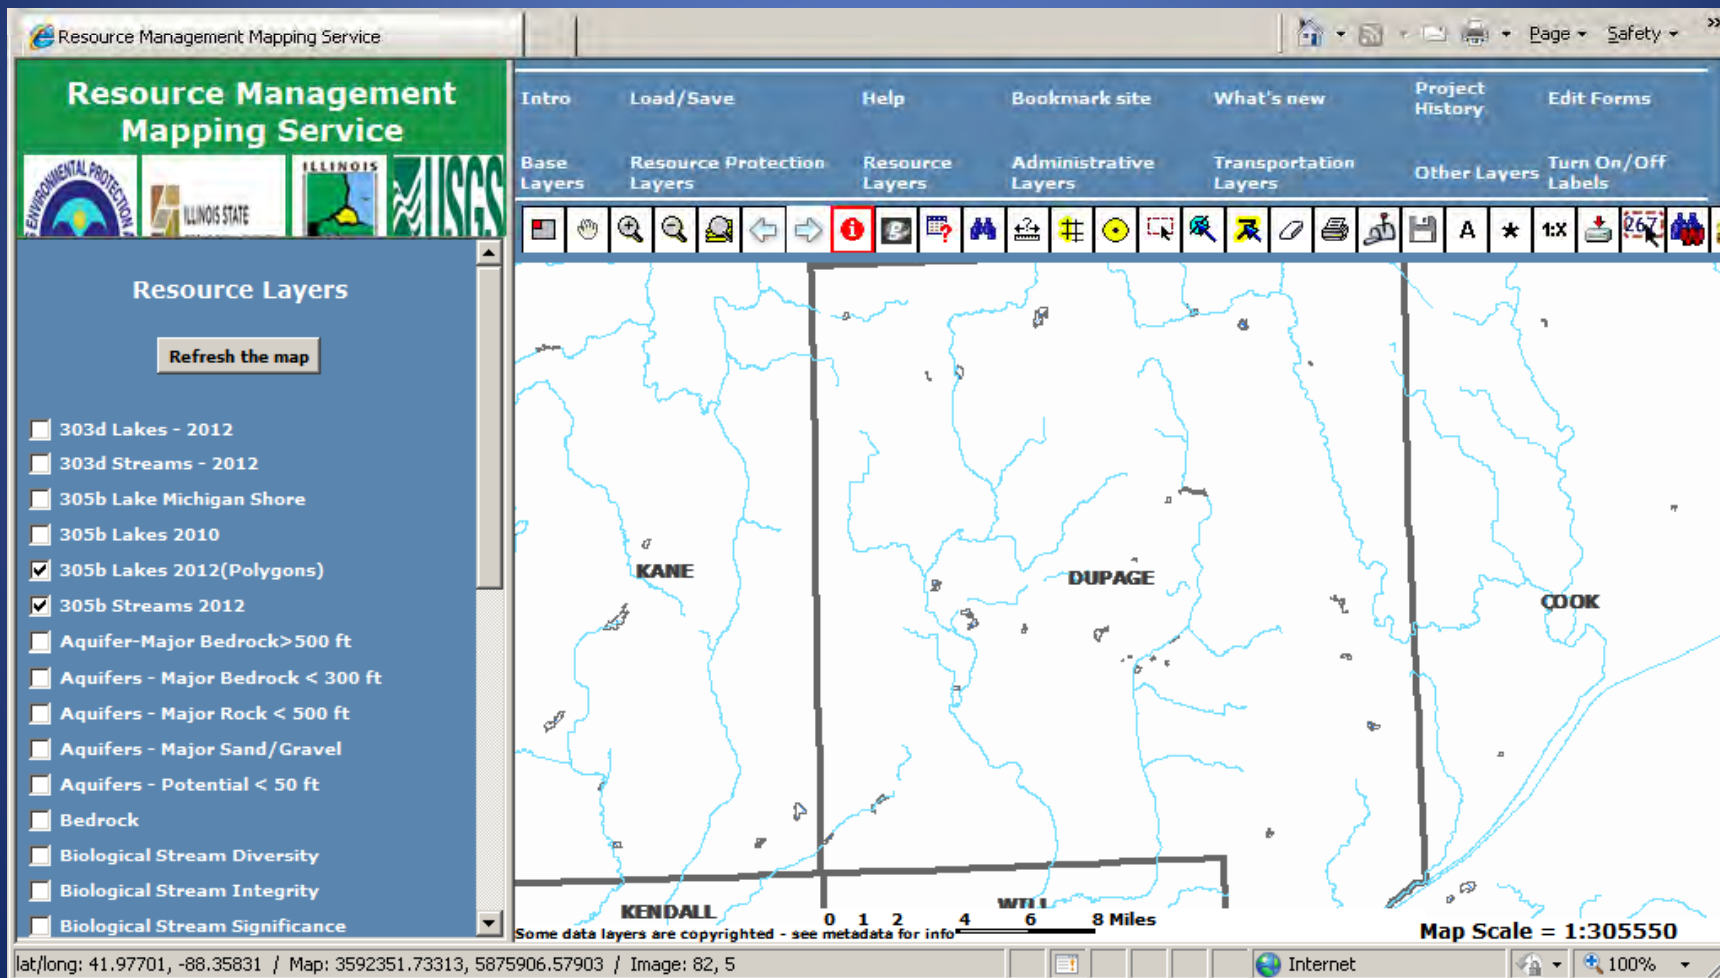 Resource Management Mapping Service
Page
Safety
»
Resource Management
Mapping Service
ILLINOIS STATE
ILLINOIS
USGS
Intro
Load/Save
Help
Bookmark site
What's new
Project
History
Edit Forms
Base
Layers
Resource Protection
Layers
Resource
Layers
Administrative
Layers
Transportation
Layers
Other Layers
Turn On/Off
Labels
A
1:X
267
Resource Layers
Refresh the map
303d Lakes - 2012
303d Streams - 2012
305b Lake Michigan Shore
305b Lakes 2010
305b Lakes 2012(Polygons)
305b Streams 2012
Aquifer-Major Bedrock>500 ft
Aquifers - Major Bedrock < 300 ft
Aquifers - Major Rock < 500 ft
Aquifers - Major Sand/Gravel
Aquifers - Potential < 50 ft
Bedrock
Biological Stream Diversity
Biological Stream Integrity
Biological Stream Significance
KANE
DUPAGE
COOK
KENDALL
WILL
0 1 2 4 6 8 Miles
Some data layers are copyrighted - see metadata for info
Map Scale = 1:305550
lat/long: 41.97701, -88.35831 / Map: 3592351.73313, 5875906.57903 / Image: 82, 5
Internet
100%